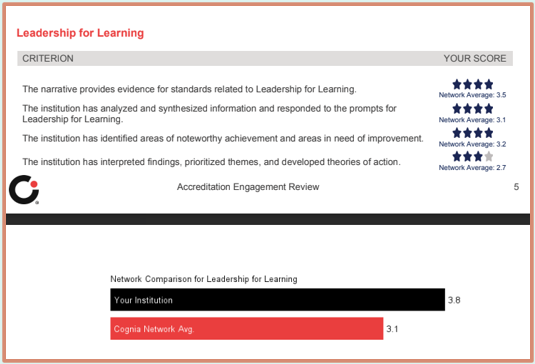 Leadership for Learning
CRITERION YOUR SCORE
The narrative provides evidence for standards related to Leadership for Learning.
Network Average: 3.5
The institution has analyzed and synthesized information and responded to the prompts for
Leadership for Learning.
Network Average: 3.1
The institution has identified areas of noteworthy achievement and areas in need of improvement.
Network Average: 3.2
The institution has interpreted findings, prioritized themes, and developed theories of action.
Network Average: 2.7
Accreditation Engagement Review 5
Network Comparison for Leadership for Learning
Your Institution 3.8
Cognia Network Avg. 3.1